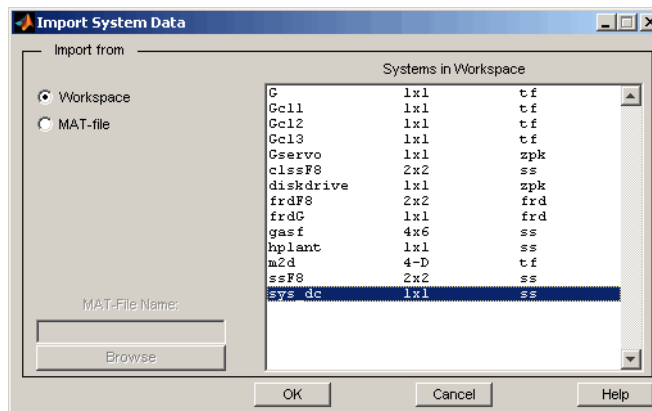 Import System Data
Import from
Systems in Workspace
Workspace
MAT-file
G 1x1 tf
Gcl1 1x1 tf
Gcl2 1x1 tf
Gcl3 1x1 tf
Gservo 1x1 zpk
clssF8 2x2 ss
diskdrive 1x1 zpk
frdF8 2x2 frd
frdG 1x1 frd
gasf 4x6 ss
hplant 1x1 ss
m2d 4-D tf
ssF8 2x2 ss
sys_dc 1x1 ss
MAT-File Name:
Browse
OK Cancel Help